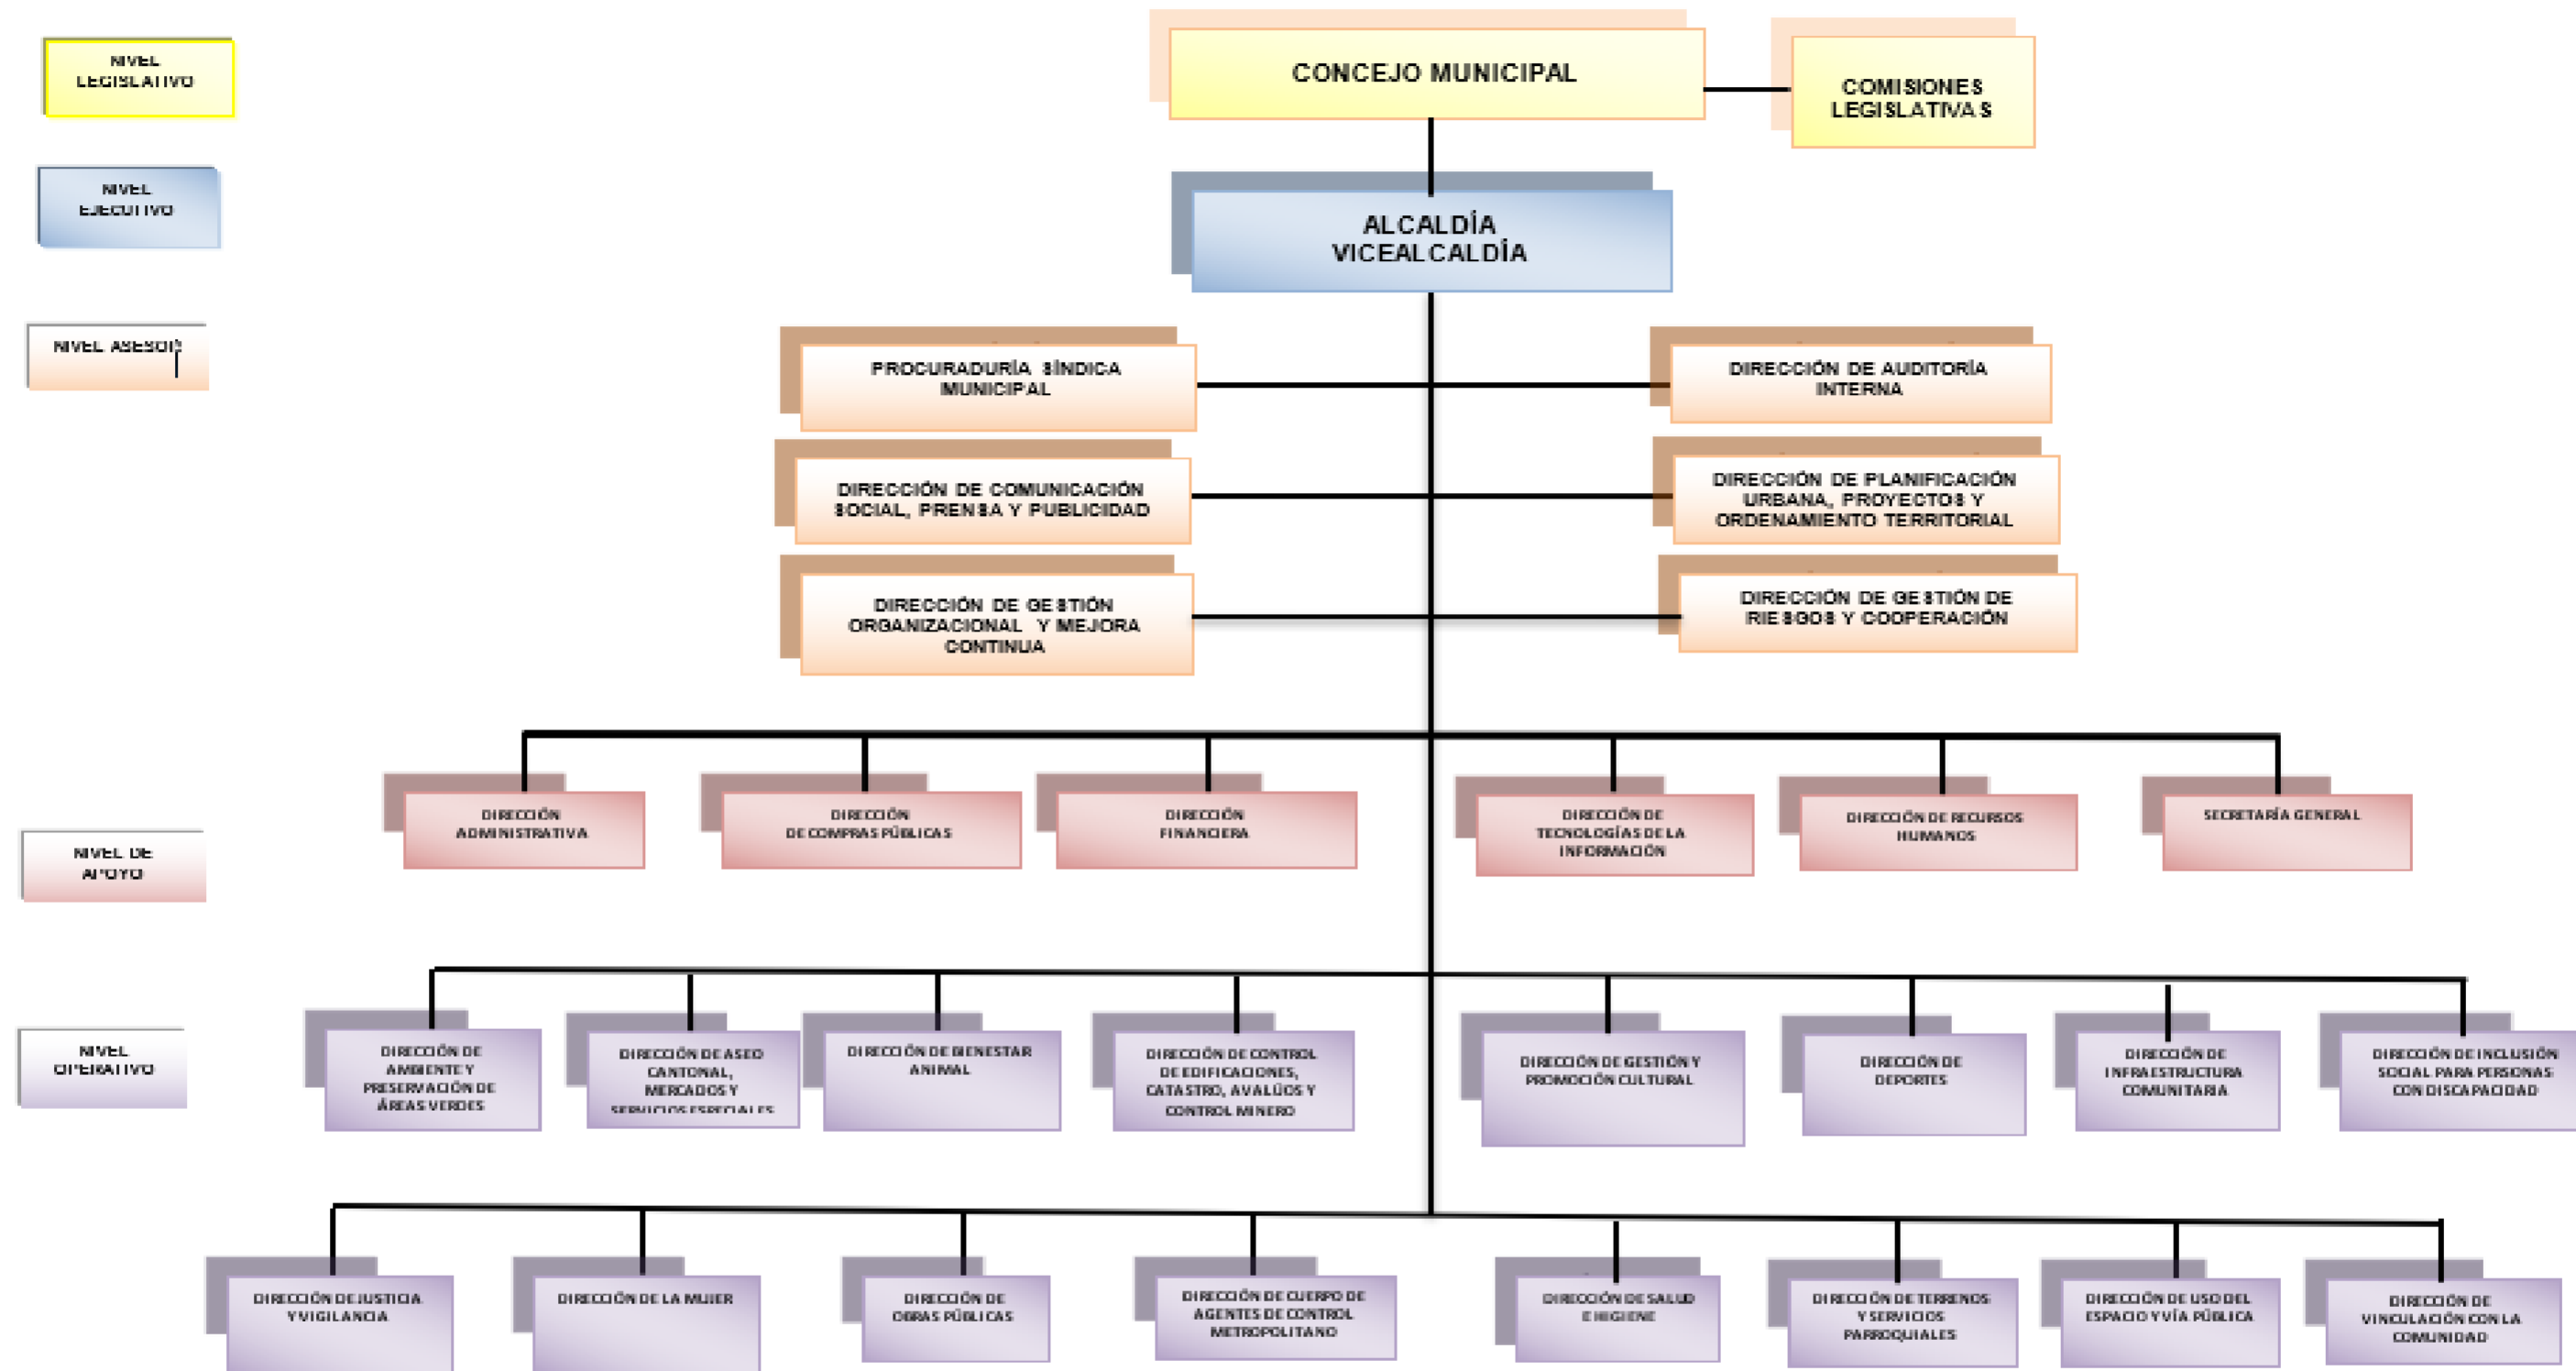 NIVEL
LEGISLATIVO
CONCEJO MUNICIPAL
COMISIONES
LEGISLATIVAS
NIVEL
EJECUTIVO
ALCALDÍA
VICEALCALDÍA
NIVEL ASESOR
PROCURADURÍA SÍNDICA
MUNICIPAL
DIRECCIÓN DE AUDITORÍA
INTERNA
DIRECCIÓN DE COMUNICACIÓN
SOCIAL, PRENSA Y PUBLICIDAD
DIRECCIÓN DE PLANIFICACIÓN
URBANA, PROYECTOS Y
ORDENAMIENTO TERRITORIAL
DIRECCIÓN DE GESTIÓN
ORGANIZACIONAL Y MEJORA
CONTINUA
DIRECCIÓN DE GESTIÓN DE
RIESGOS Y COOPERACIÓN
NIVEL DE
APOYO
DIRECCIÓN
ADMINISTRATIVA
DIRECCIÓN
DE COMPRAS PÚBLICAS
DIRECCIÓN
FINANCIERA
DIRECCIÓN DE
TECNOLOGÍAS DE LA
INFORMACIÓN
DIRECCIÓN DE RECURSOS
HUMANOS
SECRETARÍA GENERAL
NIVEL
OPERATIVO
DIRECCIÓN DE
AMBIENTE Y
PRESERVACIÓN DE
ÁREAS VERDES
DIRECCIÓN DE ASEO
CANTONAL,
MERCADOS Y
SERVICIOS ESPECIALES
DIRECCIÓN DE BIENESTAR
ANIMAL
DIRECCIÓN DE CONTROL
DE EDIFICACIONES,
CATASTRO, AVALÚOS Y
CONTROL MINERO
DIRECCIÓN DE GESTIÓN Y
PROMOCIÓN CULTURAL
DIRECCIÓN DE
DEPORTES
DIRECCIÓN DE
INFRAESTRUCTURA
COMUNITARIA
DIRECCIÓN DE INCLUSIÓN
SOCIAL PARA PERSONAS
CON DISCAPACIDAD
DIRECCIÓN DE JUSTICIA
Y VIGILANCIA
DIRECCIÓN DE LA MUJER
DIRECCIÓN DE
OBRAS PÚBLICAS
DIRECCIÓN DE CUERPO DE
AGENTES DE CONTROL
METROPOLITANO
DIRECCIÓN DE SALUD
E HIGIENE
DIRECCIÓN DE TERRENOS
Y SERVICIOS
PARROQUIALES
DIRECCIÓN DE USO DEL
ESPACIO Y VÍA PÚBLICA
DIRECCIÓN DE
VINCULACIÓN CON LA
COMUNIDAD